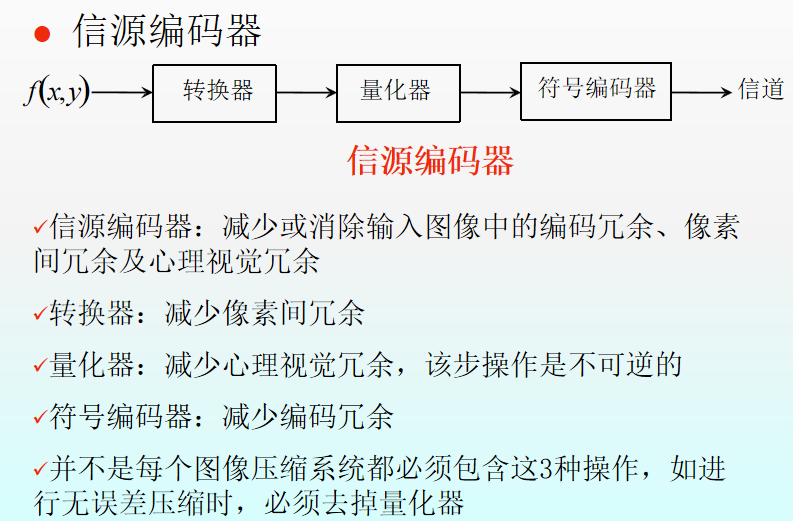 信源编码器
f(x,y) 转换器 量化器 符号编码器 信道
信源编码器
✓信源编码器：减少或消除输入图像中的编码冗余、像素
间冗余及心理视觉冗余
✓转换器：减少像素间冗余
✓量化器：减少心理视觉冗余，该步操作是不可逆的
✓符号编码器：减少编码冗余
✓并不是每个图像压缩系统都必须包含这3种操作，如进
行无误差压缩时，必须去掉量化器